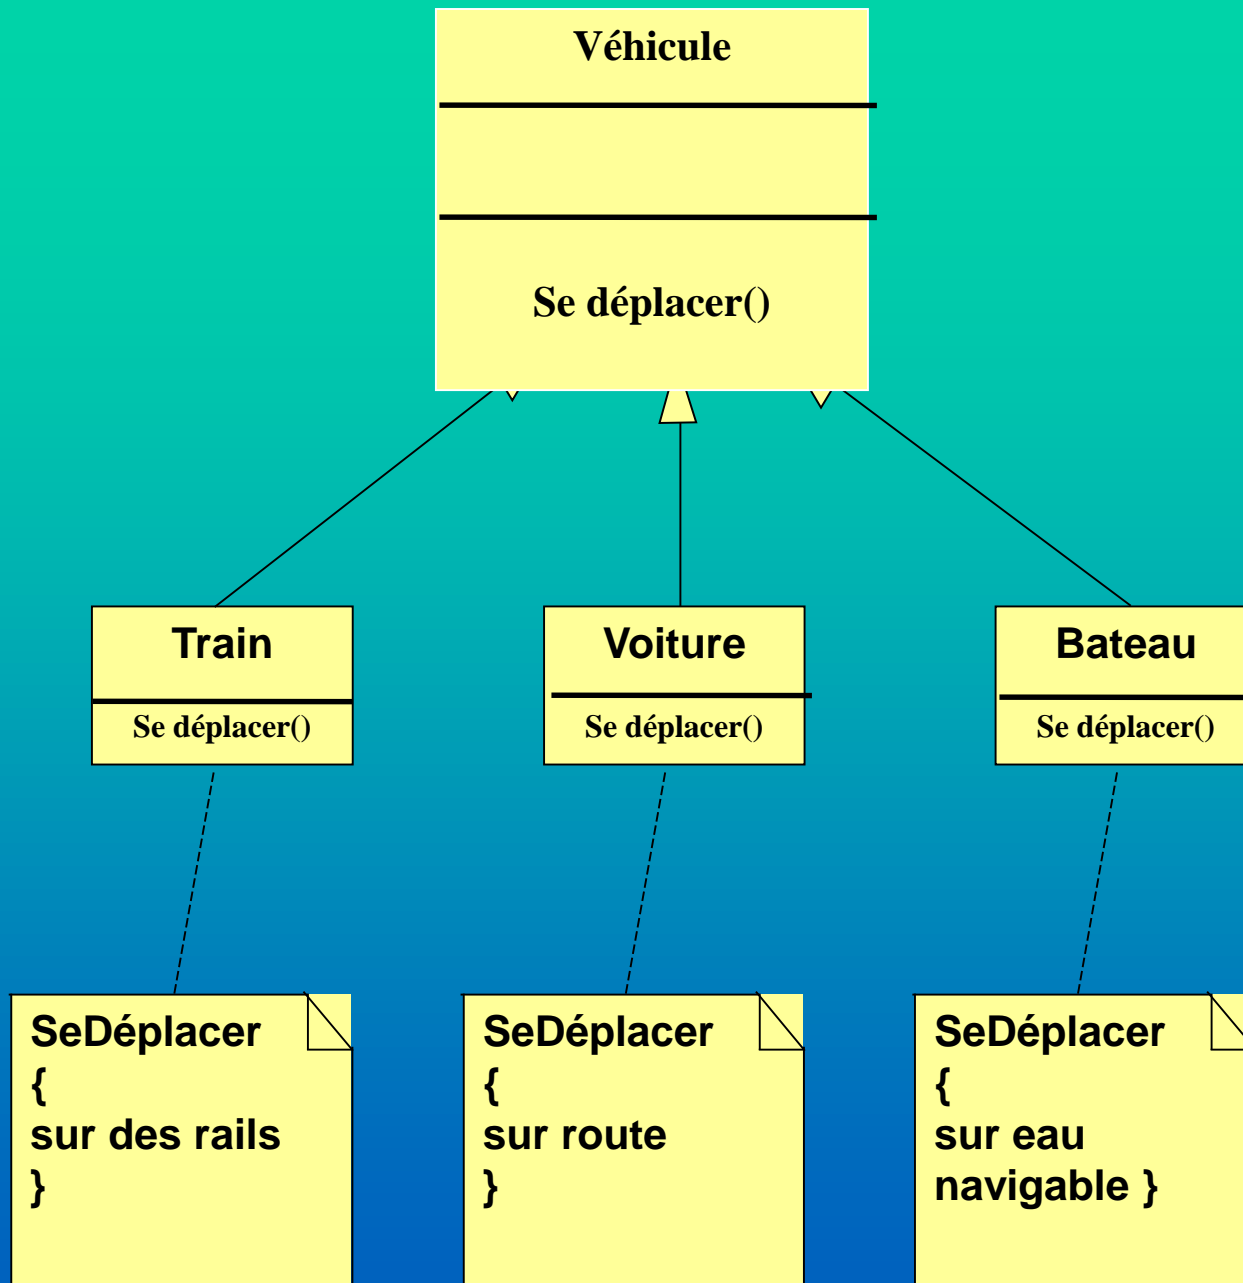 Véhicule
Se déplacer()
Train
Se déplacer()
Voiture
Se déplacer()
Bateau
Se déplacer()
SeDéplacer
{
sur des rails
}
SeDéplacer
{
sur route
}
SeDéplacer
{
sur eau
navigable }